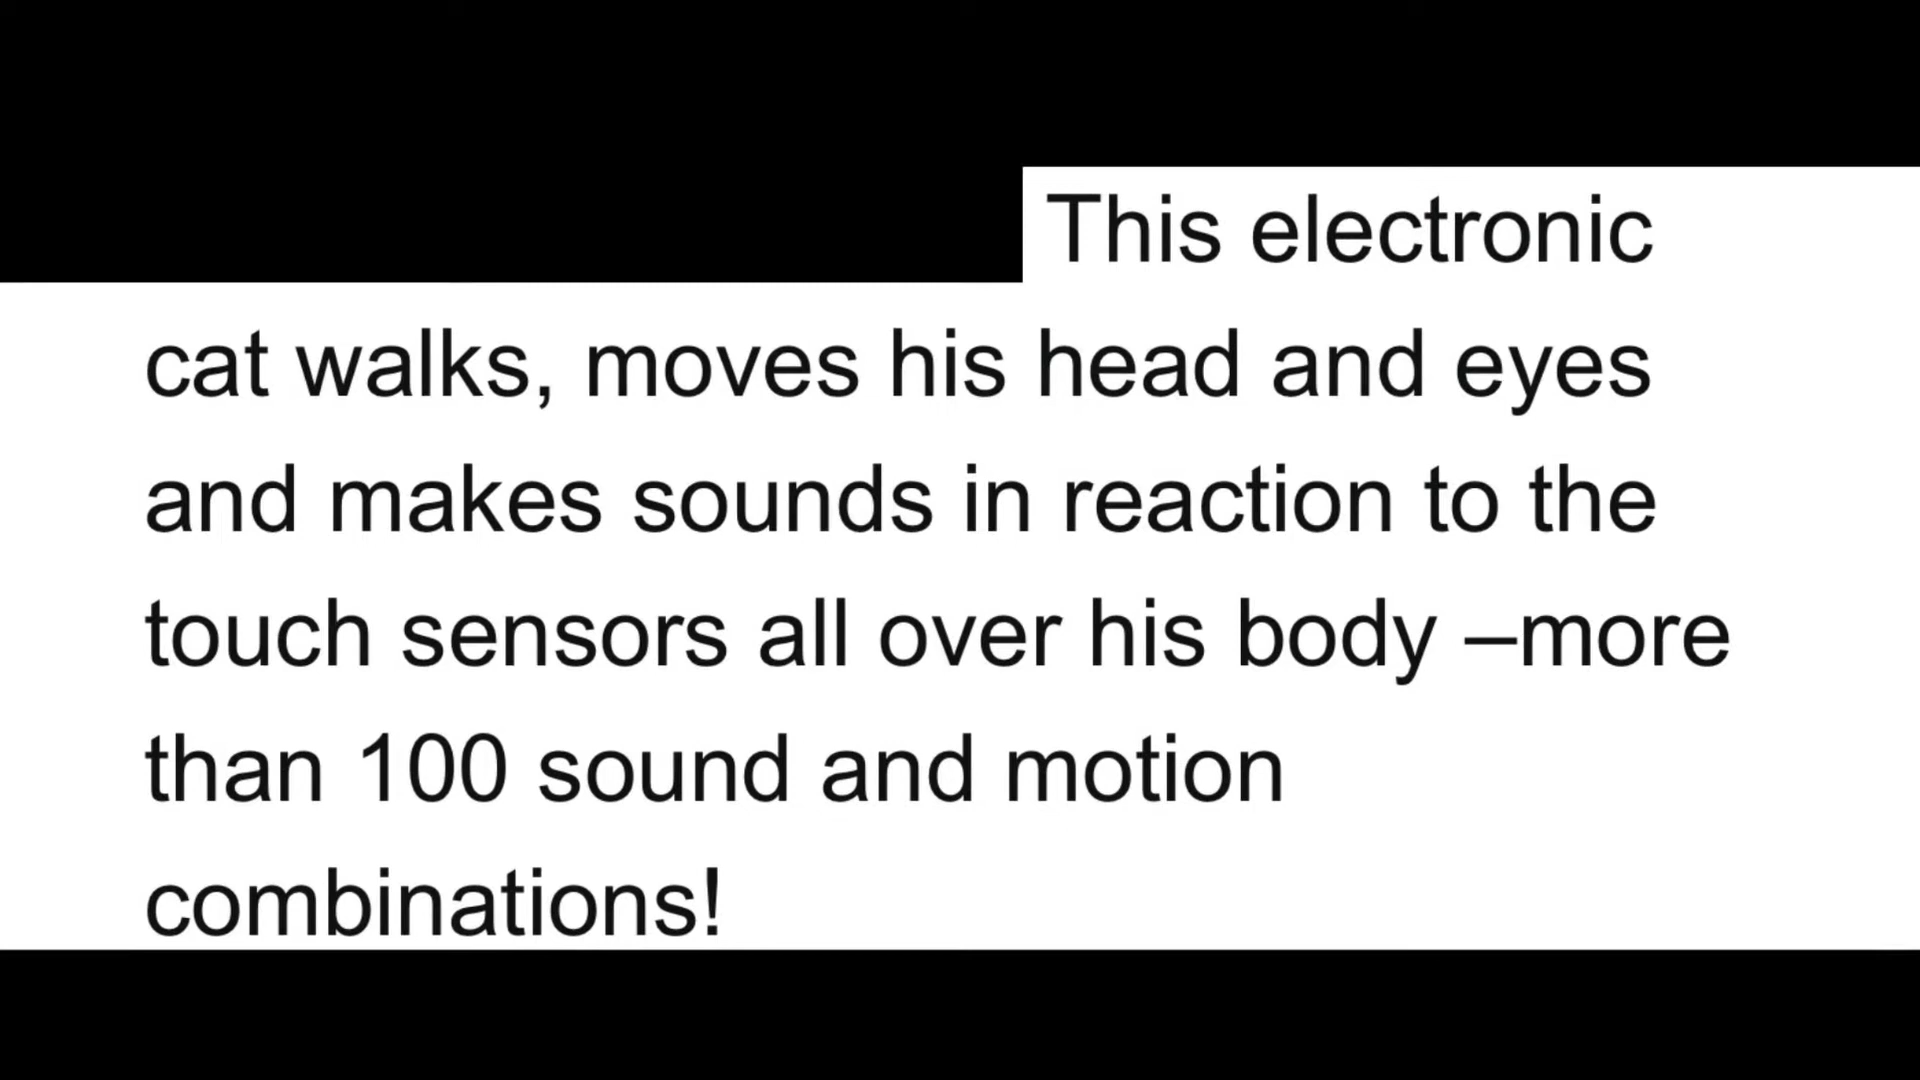 This electronic
cat walks, moves his head and eyes
and makes sounds in reaction to the
touch sensors all over his body –more
than 100 sound and motion
combinations!